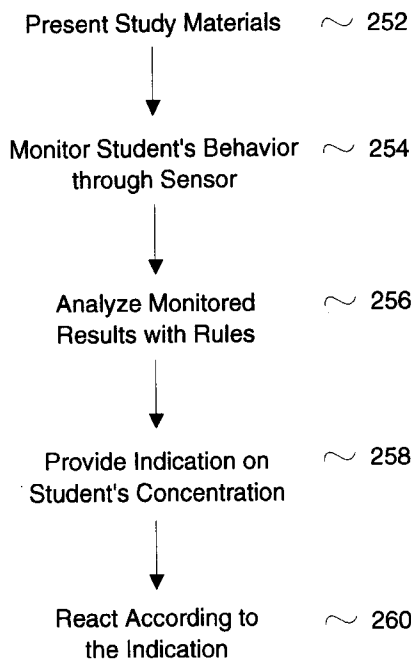 Present Study Materials ~ 252
Monitor Student's Behavior ~ 254
through Sensor
Analyze Monitored ~ 256
Results with Rules
Provide Indication on ~ 258
Student's Concentration
React According to ~ 260
the Indication